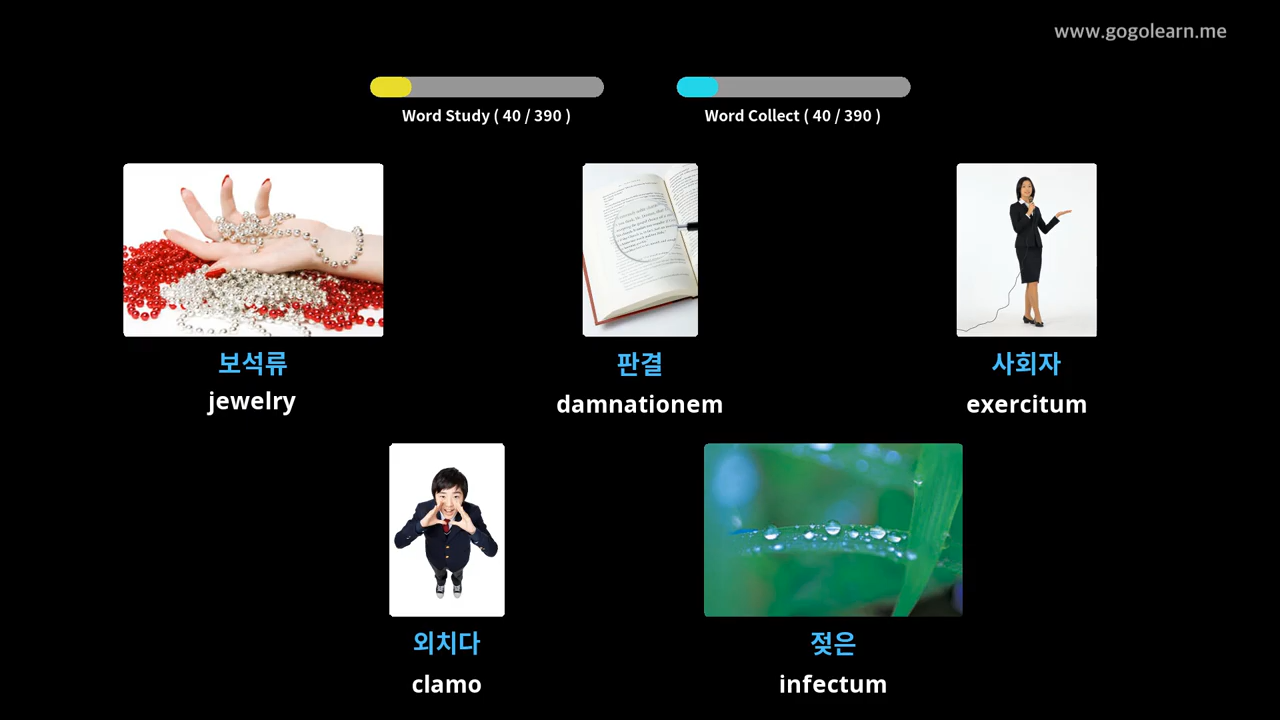 www.gogolearn.me
Word Study ( 40 / 390 )
Word Collect ( 40 / 390 )
보석류
jewelry
판결
damnationem
사회자
exercitum
외치다
clamo
젖은
infectum